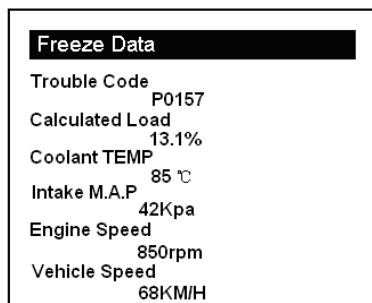 Freeze Data
Trouble Code
P0157
Calculated Load
13.1%
Coolant TEMP
85 ℃
Intake M.A.P
42Kpa
Engine Speed
850rpm
Vehicle Speed
68KM/H